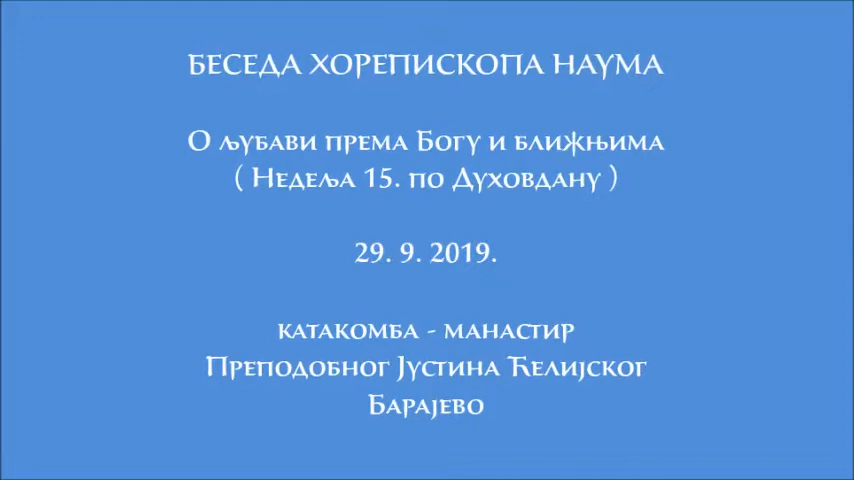 БЕСЕДА ХОРЕПИСКОПА НАУМА
О љубави према Богу и ближњима
( Недеља 15. по Духовдану )
29. 9. 2019.
катакомба - манастир
Преподобног Јустина Ћелијског
Барајево